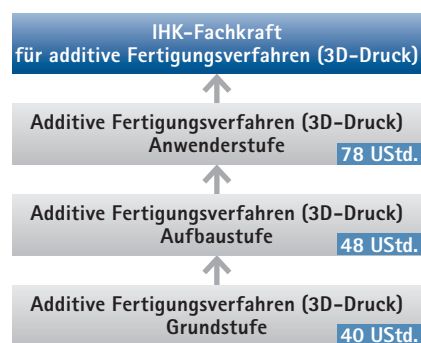 IHK-Fachkraft
für additive Fertigungsverfahren (3D-Druck)
Additive Fertigungsverfahren (3D-Druck)
Anwenderstufe
78 UStd.
Additive Fertigungsverfahren (3D-Druck)
Aufbaustufe
48 UStd.
Additive Fertigungsverfahren (3D-Druck)
Grundstufe
40 UStd.